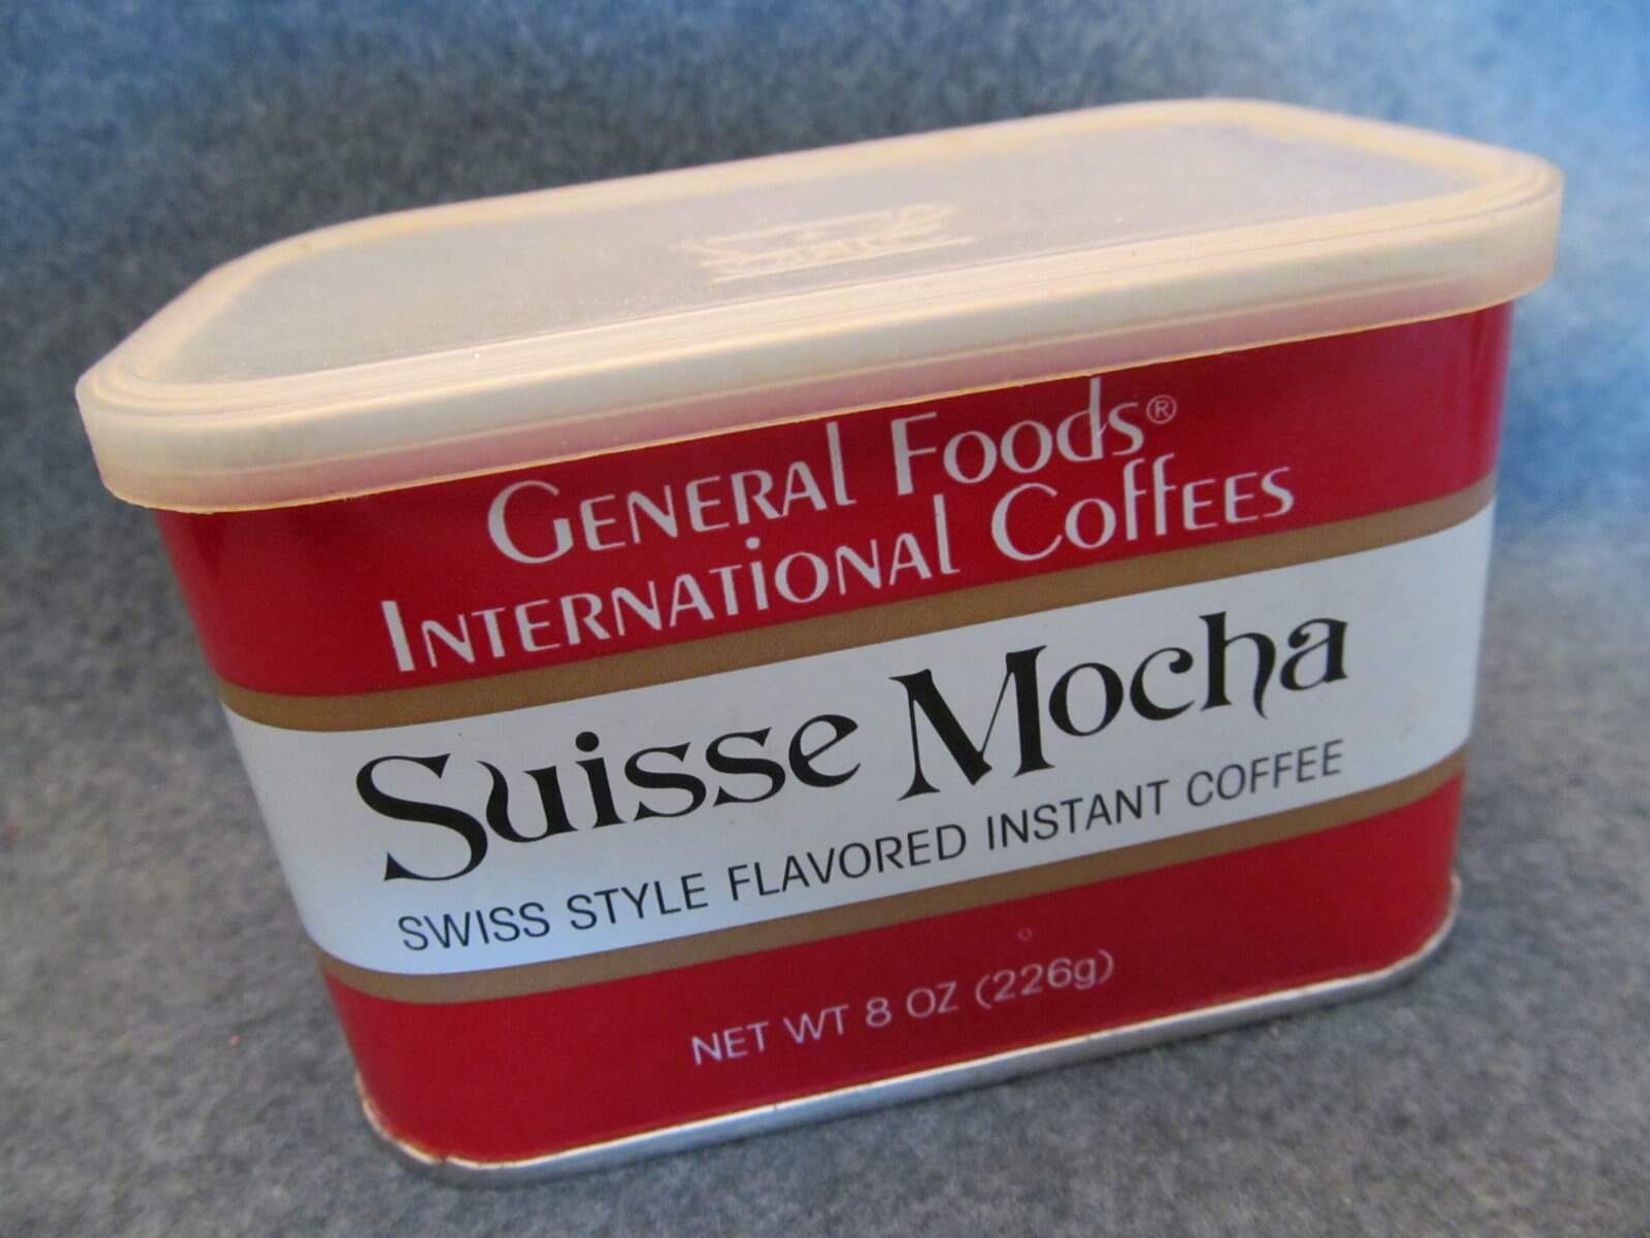 GENERAL FOODS®
INTERNATIONAL COFFEES
Suisse Mocha
SWISS STYLE FLAVORED INSTANT COFFEE
NET WT 8 OZ (226g)